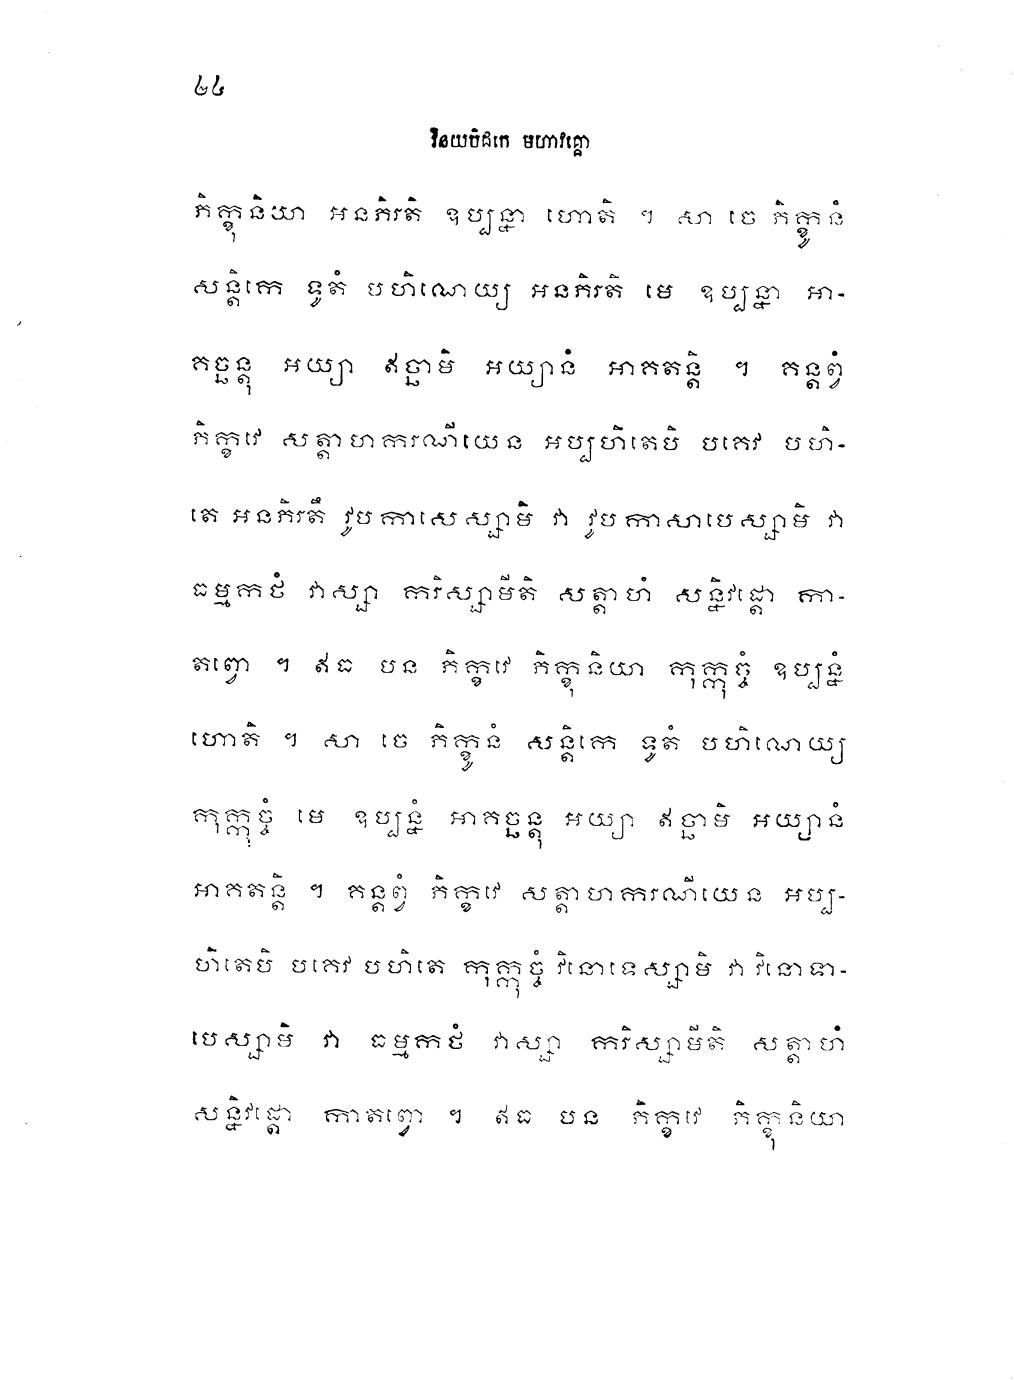 ២៤
វិនយបិដកេ មហាវគ្គោ
ភិក្ខុនិយា អនភិរតិ ឧប្បន្នា ហោតិ ។ សា ចេ ភិក្ខូនំ
សន្តិកេ ទូតំ បហិណេយ្យ អនភិរតិ មេ ឧប្បន្នា អា-
គច្ឆន្តុ អយ្យា ឥច្ឆាមិ អយ្យានំ អាគតន្តិ ។ គន្តព្វំ
ភិក្ខវេ សត្តាហករណីយេន អប្បហិតេបិ បគេវ បហិ-
តេ អនភិរតឹ វូបកាសេស្សាមិ វា វូបកាសាបេស្សាមិ វា
ធម្មកថំ វាស្សា ករិស្សាមីតិ សត្តាហំ សន្និវដ្តោ កា-
តព្វោ ។ ឥធ បន ភិក្ខវេ ភិក្ខុនិយា កុក្កុច្ចំ ឧប្បន្នំ
ហោតិ ។ សា ចេ ភិក្ខូនំ សន្តិកេ ទូតំ បហិណេយ្យ
កុក្កុច្ចំ មេ ឧប្បន្នំ អាគច្ឆន្តុ អយ្យា ឥច្ឆាមិ អយ្យានំ
អាគតន្តិ ។ គន្តព្វំ ភិក្ខវេ សត្តាហករណីយេន អប្ប-
ហិតេបិ បគេវ បហិតេ កុក្កុច្ចំ វិនោទេស្សាមិ វា វិនោទា-
បេស្សាមិ វា ធម្មកថំ វាស្សា ករិស្សាមីតិ សត្តាហំ
សន្និវដ្តោ កាតព្វោ ។ ឥធ បន ភិក្ខវេ ភិក្ខុនិយា